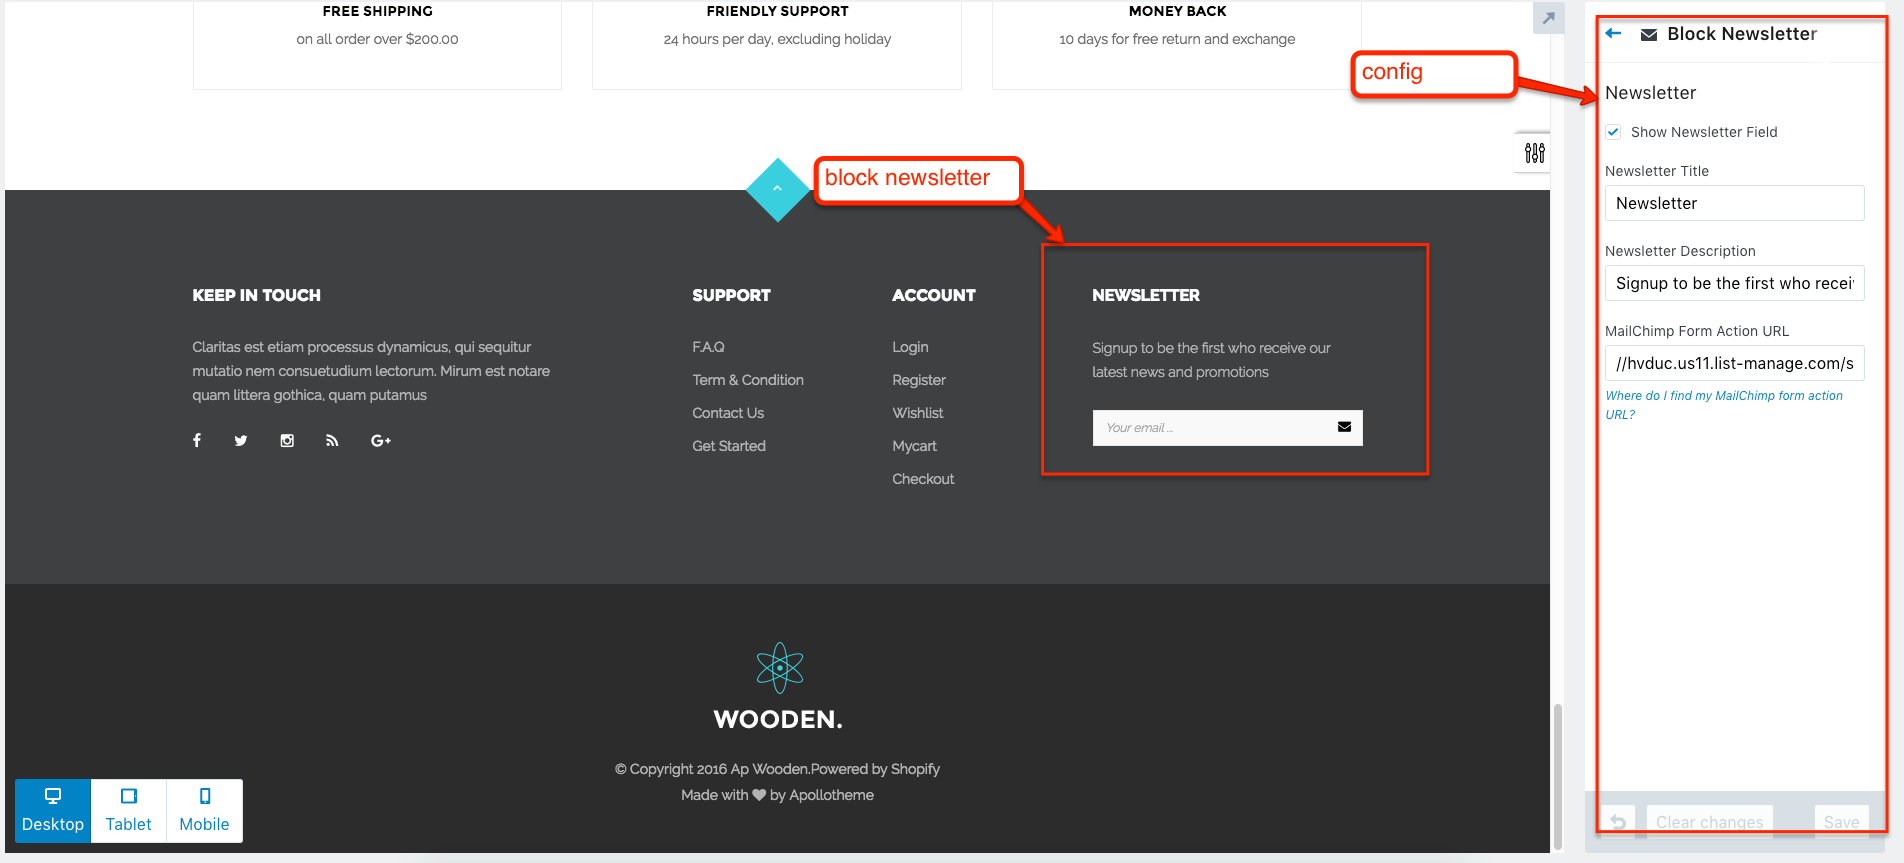 FREE SHIPPING
on all order over $200.00
FRIENDLY SUPPORT
24 hours per day, excluding holiday
MONEY BACK
10 days for free return and exchange
config
block newsletter
KEEP IN TOUCH
Claritas est etiam processus dynamicus, qui sequitur
mutatio nem consuetudium lectorum. Mirum est notare
quam littera gothica, quam putamus
G+
SUPPORT
F.A.Q
Term & Condition
Contact Us
Get Started
ACCOUNT
Login
Register
Wishlist
Mycart
Checkout
NEWSLETTER
Signup to be the first who receive our
latest news and promotions
Your email ...
WOODEN.
© Copyright 2016 Ap Wooden.Powered by Shopify
Made with ❤ by Apollotheme
Desktop
Tablet
Mobile
Block Newsletter
Newsletter
Show Newsletter Field
Newsletter Title
Newsletter
Newsletter Description
Signup to be the first who recei
MailChimp Form Action URL
//hvduc.us11.list-manage.com/s
Where do I find my MailChimp form action
URL?
Clear changes
Save